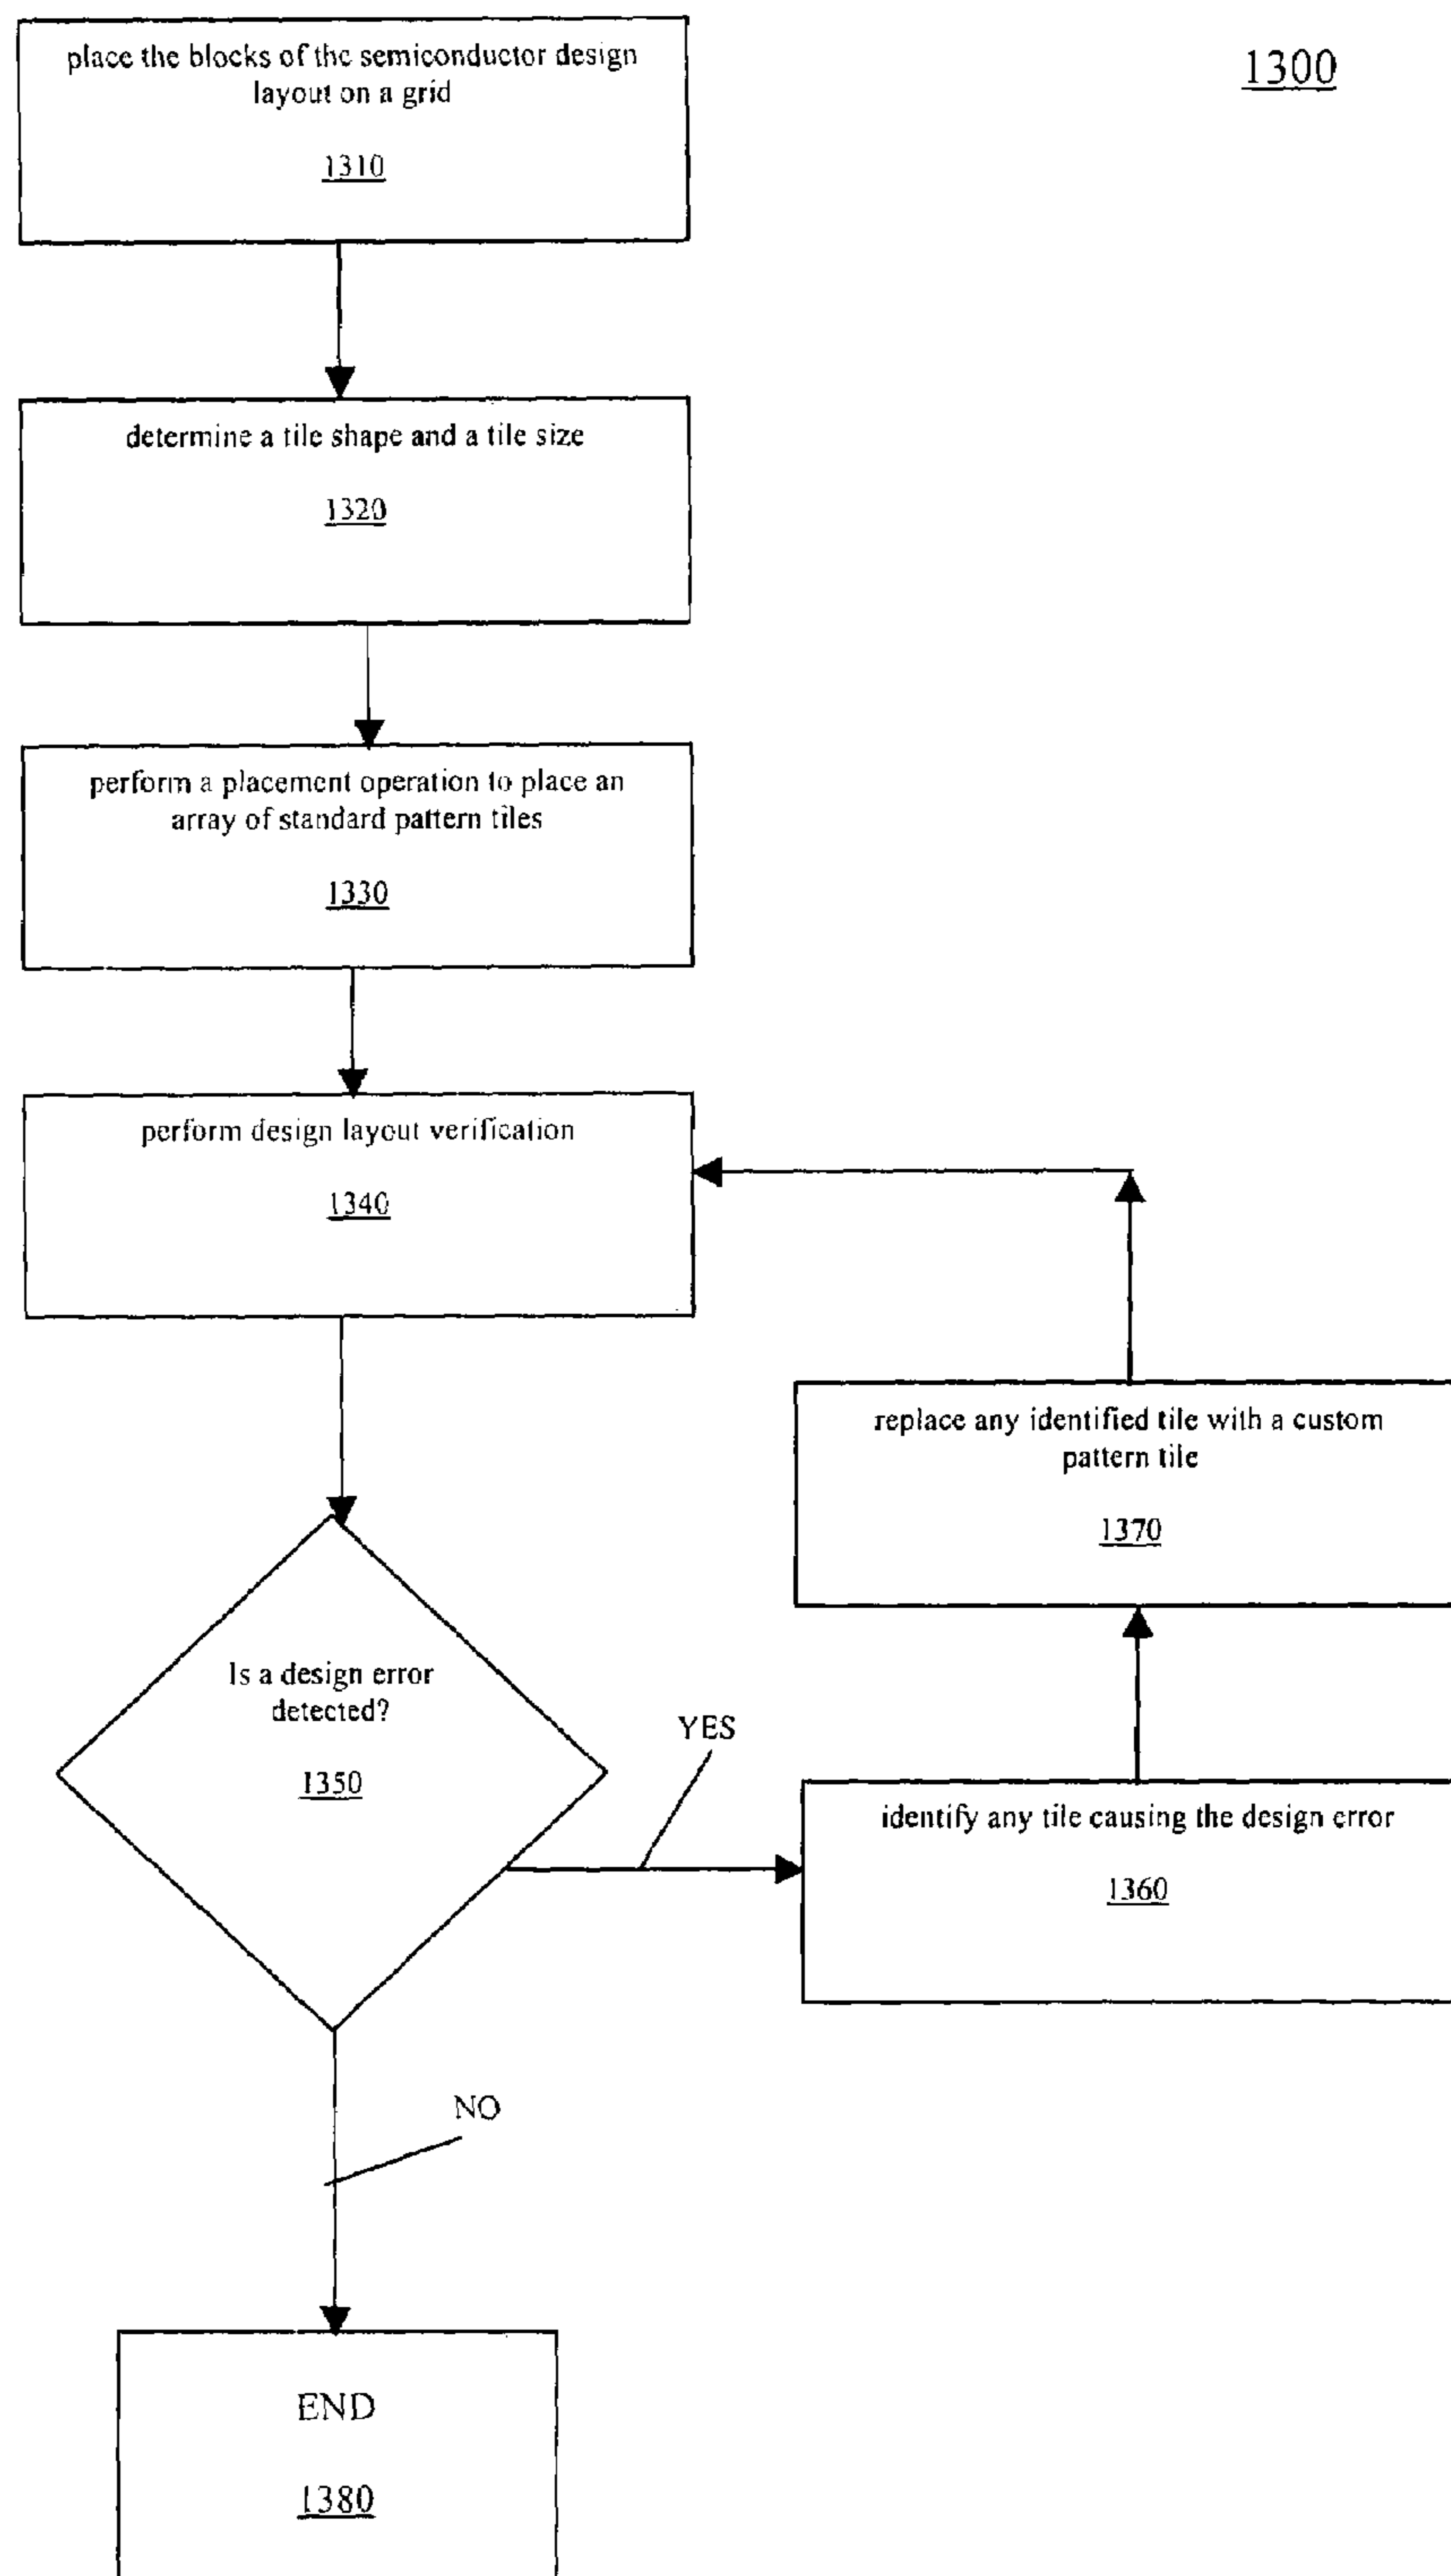 1300
place the blocks of the semiconductor design
layout on a grid
1310
determine a tile shape and a tile size
1320
perform a placement operation to place an
array of standard pattern tiles
1330
perform design layout verification
1340
replace any identified tile with a custom
pattern tile
1370
Is a design error
detected?
1350
YES
identify any tile causing the design error
1360
NO
END
1380